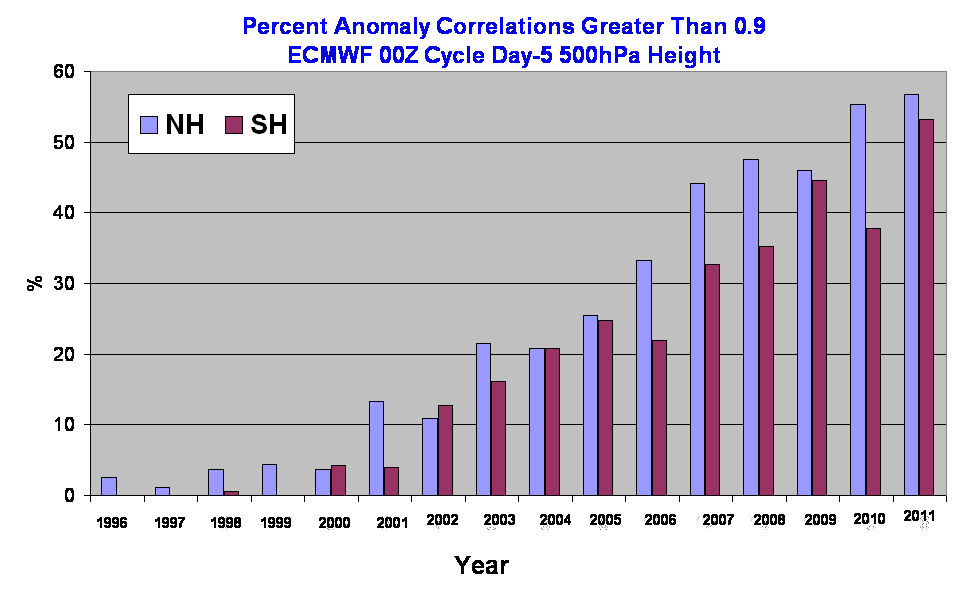 Percent Anomaly Correlations Greater Than 0.9
ECMWF 00Z Cycle Day-5 500hPa Height
60
NH SH
50
40
30
%
20
10
0
1996 1997 1998 1999 2000 2001 2002 2003 2004 2005 2006 2007 2008 2009 2010 2011
Year